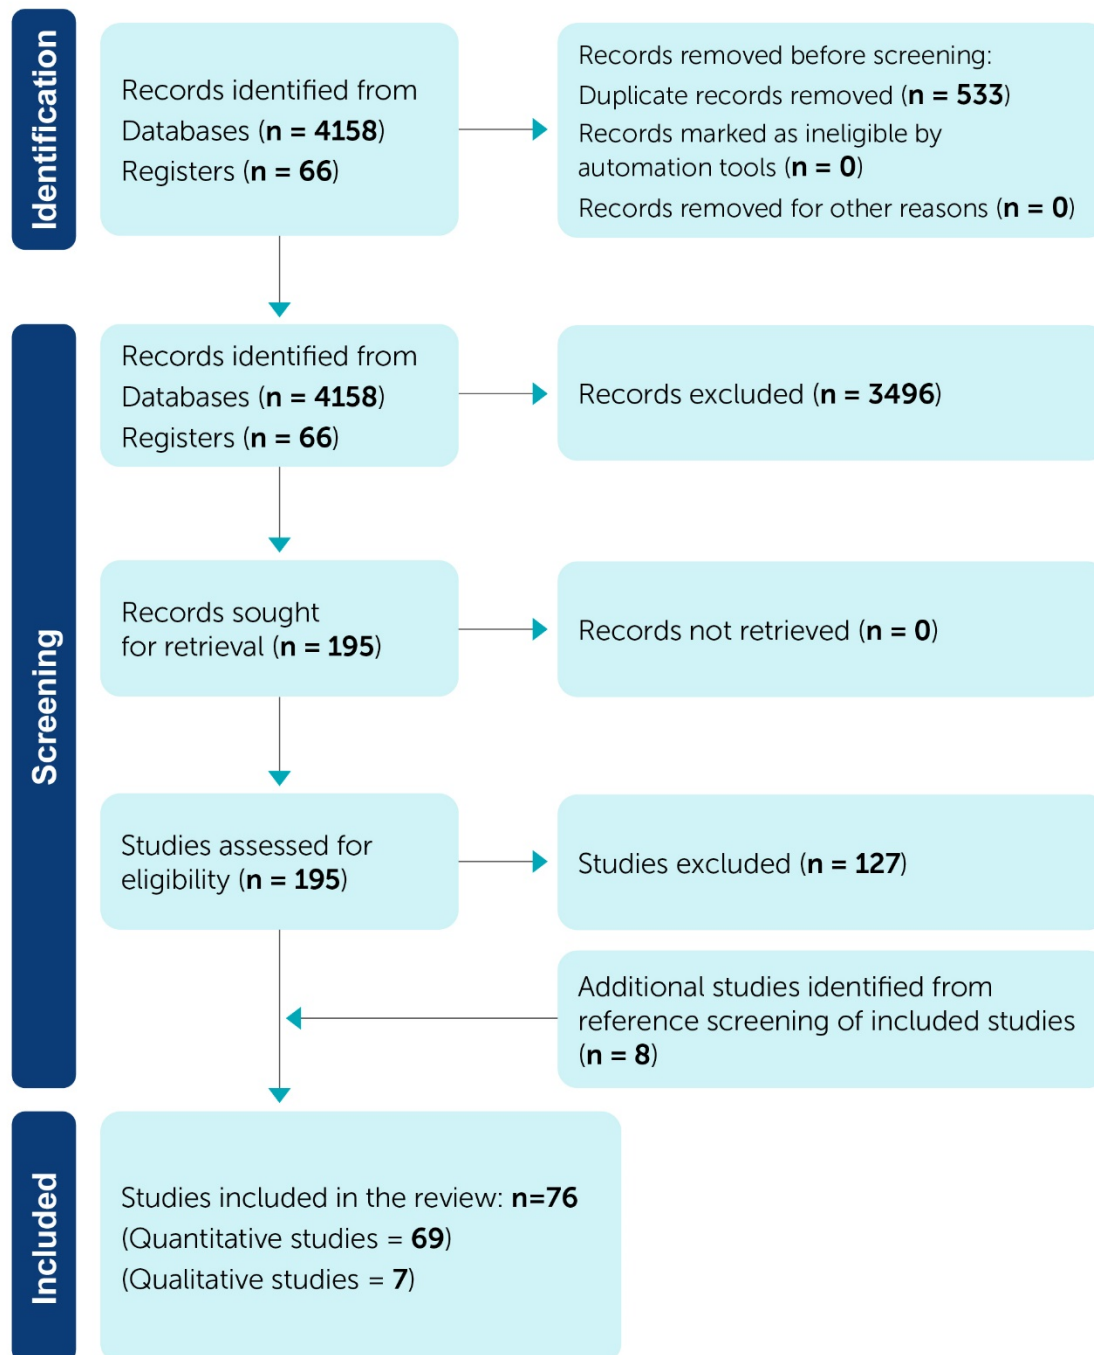 Identification
Records identified from
Databases (n = 4158)
Registers (n = 66)
Records removed before screening:
Duplicate records removed (n = 533)
Records marked as ineligible by
automation tools (n = 0)
Records removed for other reasons (n = 0)
Screening
Records identified from
Databases (n = 4158)
Registers (n = 66)
Records excluded (n = 3496)
Records sought
for retrieval (n = 195)
Records not retrieved (n = 0)
Studies assessed for
eligibility (n = 195)
Studies excluded (n = 127)
Additional studies identified from
reference screening of included studies
(n = 8)
Included
Studies included in the review: n=76
(Quantitative studies = 69)
(Qualitative studies = 7)